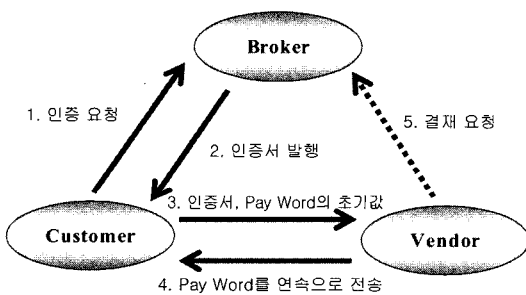 Broker
1. 인증 요청
5. 결재 요청
2. 인증서 발행
3. 인증서, Pay Word의 초기값
Customer
Vendor
4. Pay Word를 연속으로 전송